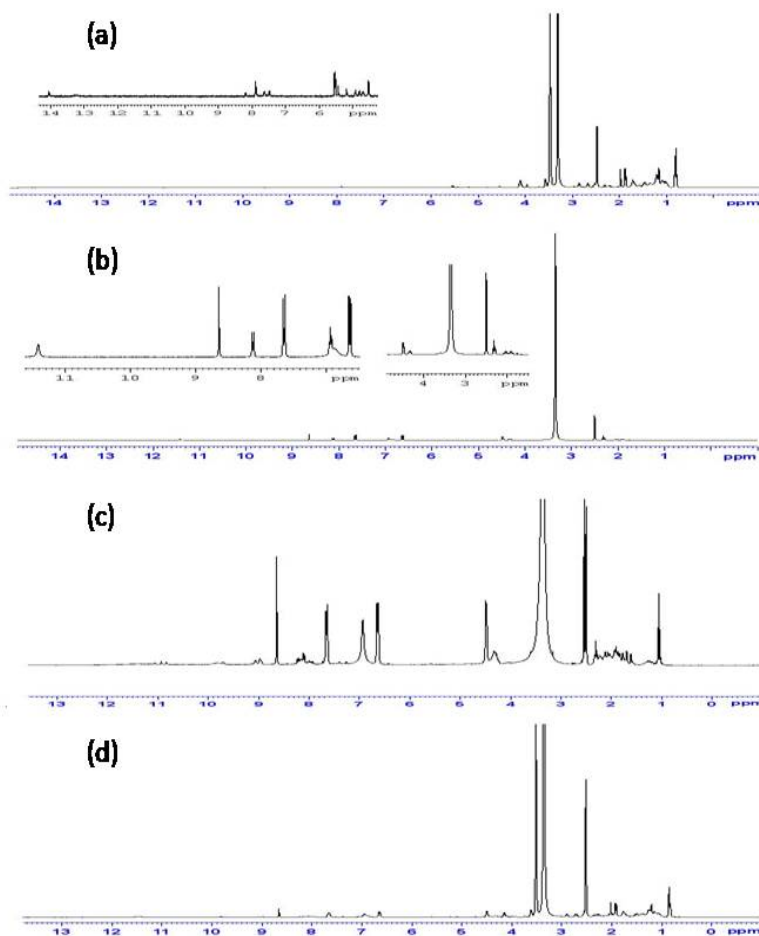 (a)
14 13 12 11 10 9 8 7 6 ppm
14 13 12 11 10 9 8 7 6 5 4 3 2 1 ppm
(b)
11 10 9 8 ppm
4 3 ppm
14 13 12 11 10 9 8 7 6 5 4 3 2 1 ppm
(c)
13 12 11 10 9 8 7 6 5 4 3 2 1 0 ppm
(d)
13 12 11 10 9 8 7 6 5 4 3 2 1 0 ppm